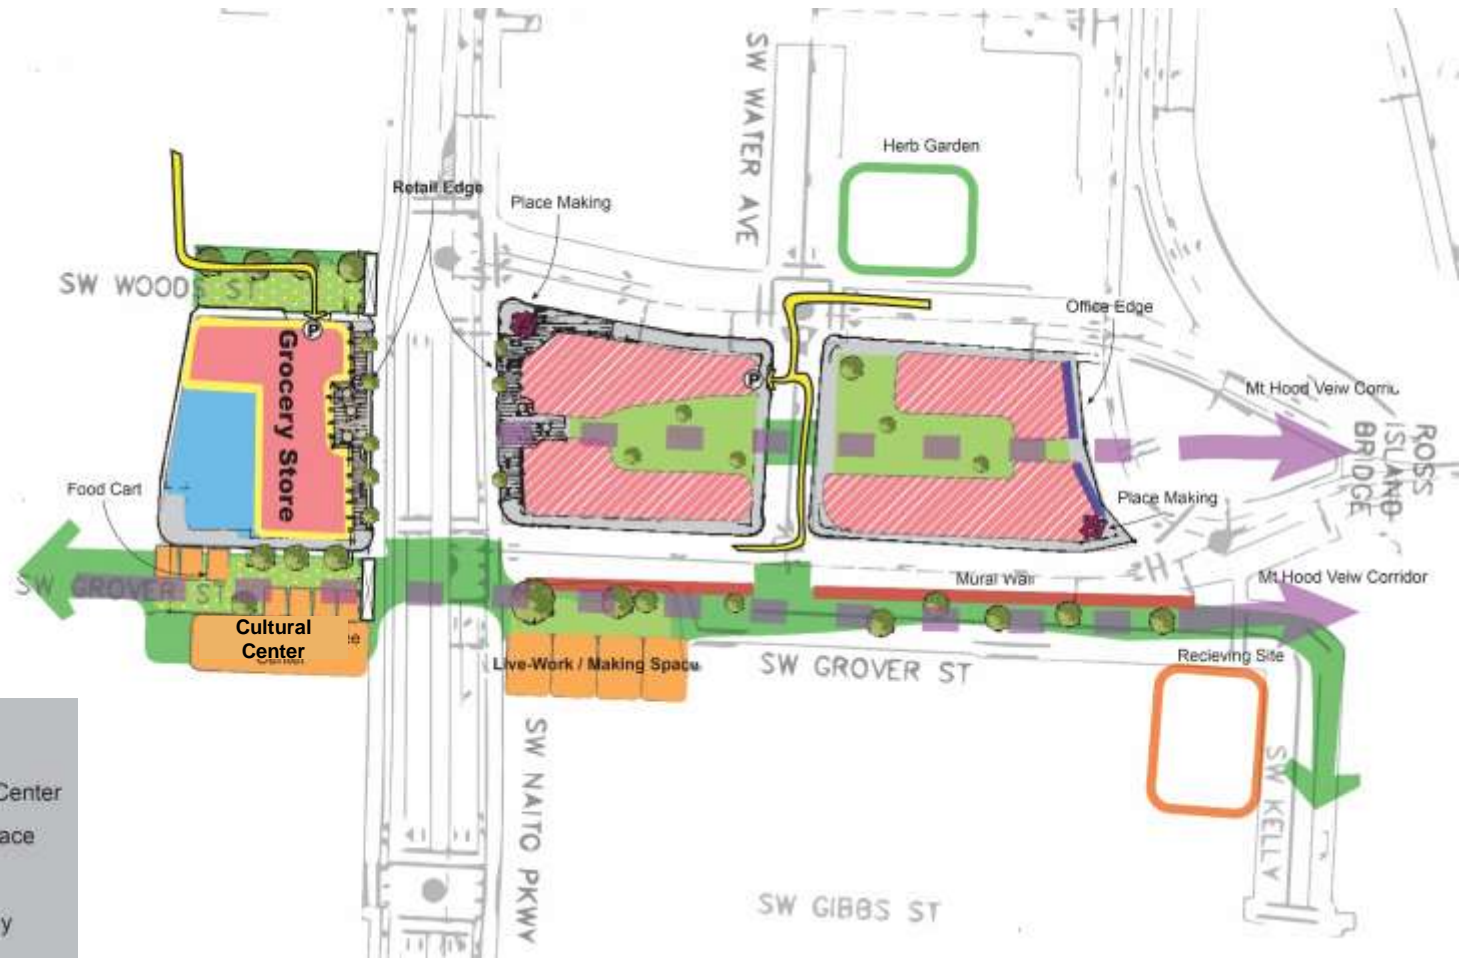 SW WATER AVE
Herb Garden
Retail Edge
Place Making
SW WOODS ST
Office Edge
P
Grocery Store
P
Mt Hood Veiw Corric
ROSS
ISLAND
BRIDGE
Food Cart
Place Making
SW GROVER ST
Mural Wall
Mt Hood Veiw Corridor
Cultural
Center
Live-Work / Making Space
SW GROVER ST
Recieving Site
SW NAITO PKWY
SW KELLY
Center
ace
SW GIBBS ST
y